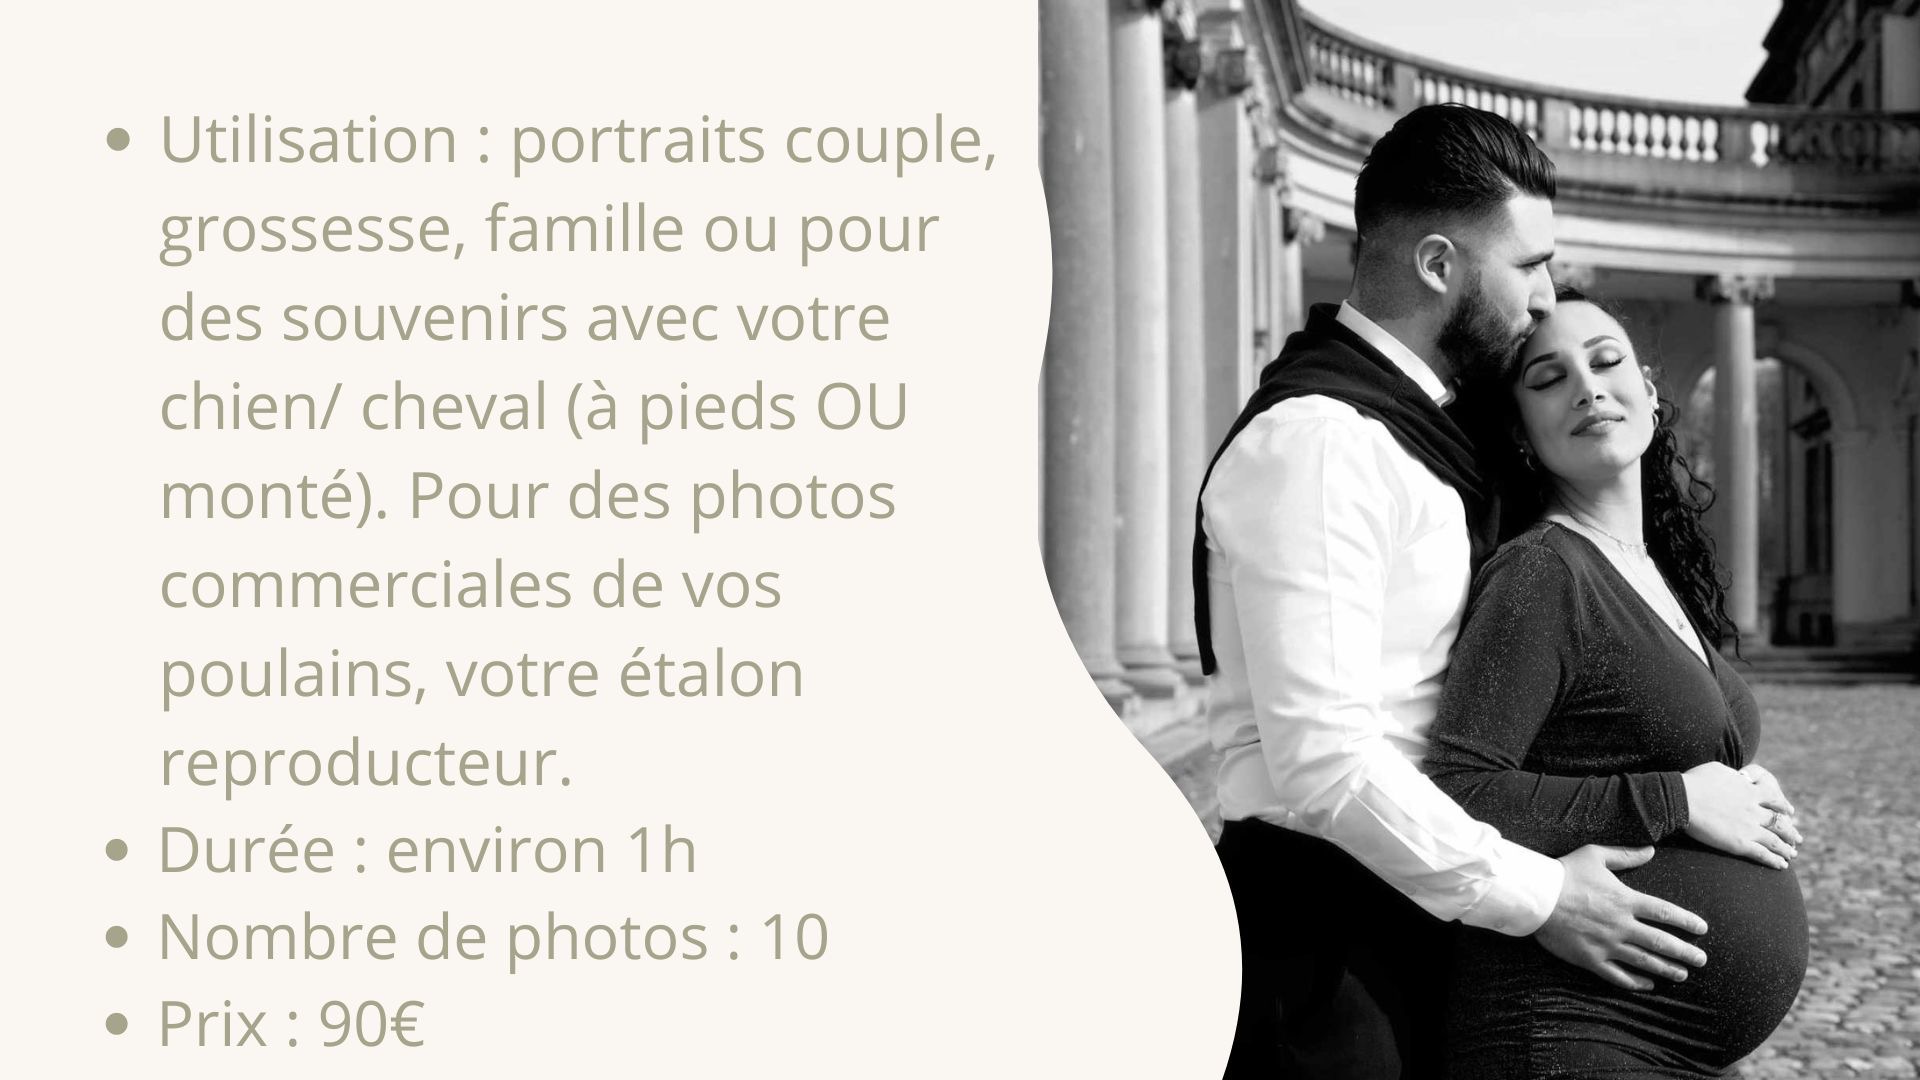 Utilisation : portraits couple,
grossesse, famille ou pour
des souvenirs avec votre
chien/ cheval (à pieds OU
monté). Pour des photos
commerciales de vos
poulains, votre étalon
reproducteur.
Durée : environ 1h
Nombre de photos : 10
Prix : 90€